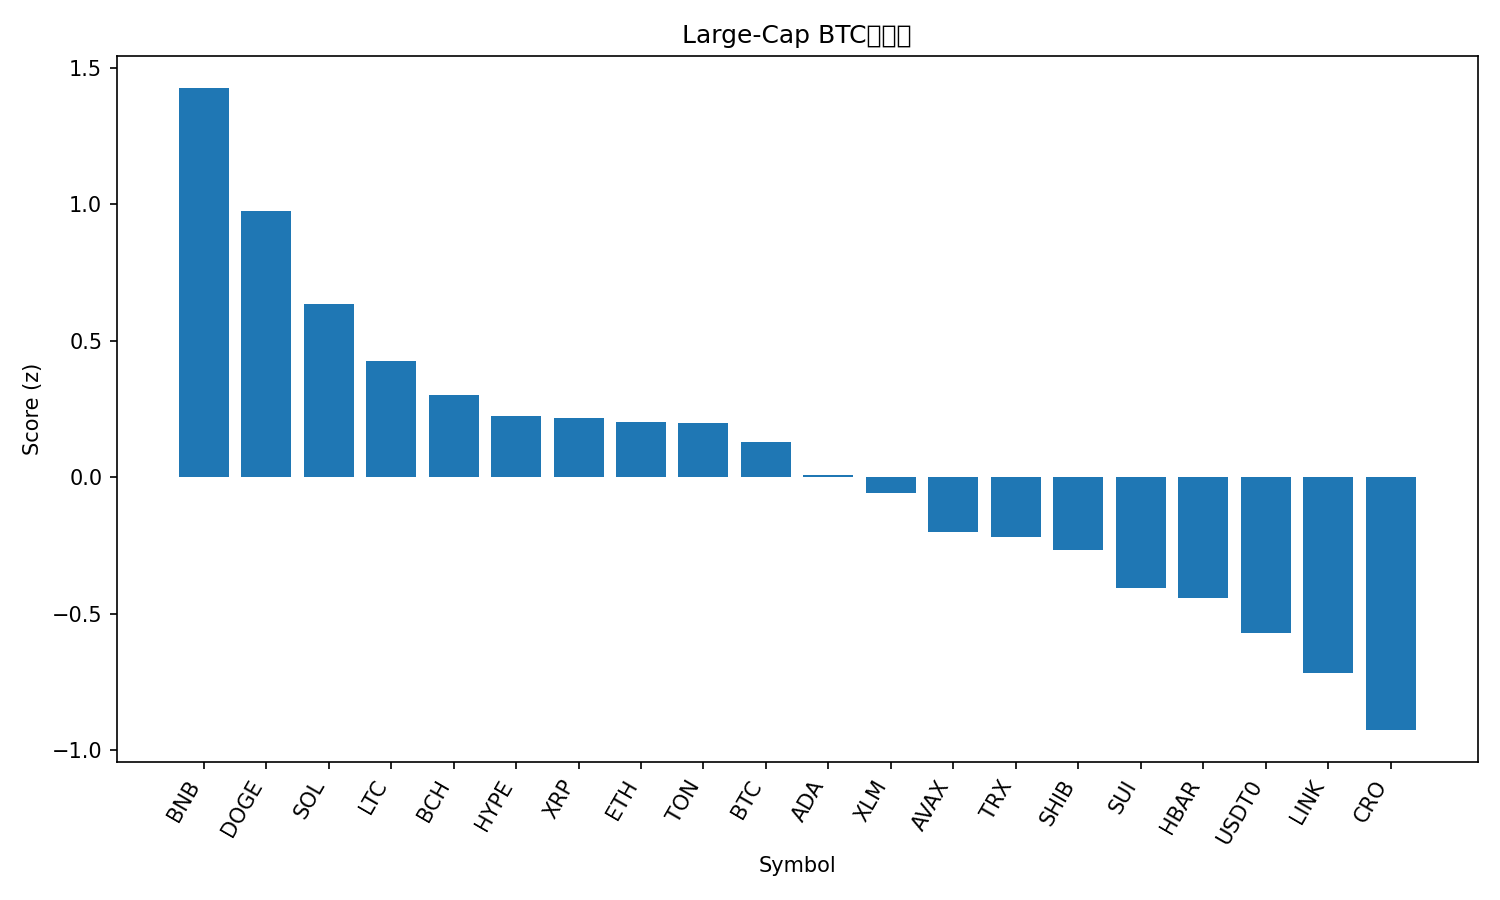 Large-Cap BTC
1.5
1.0
0.5
0.0
−0.5
−1.0
Score (z)
BNB
DOGE
SOL
LTC
BCH
HYPE
XRP
ETH
TON
BTC
ADA
XLM
AVAX
TRX
SHIB
SUI
HBAR
USDT0
LINK
CRO
Symbol